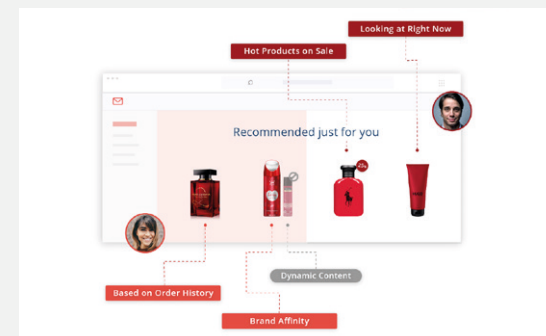 Looking at Right Now
Hot Products on Sale
Recommended just for you
Dynamic Content
Based on Order History
Brand Affinity